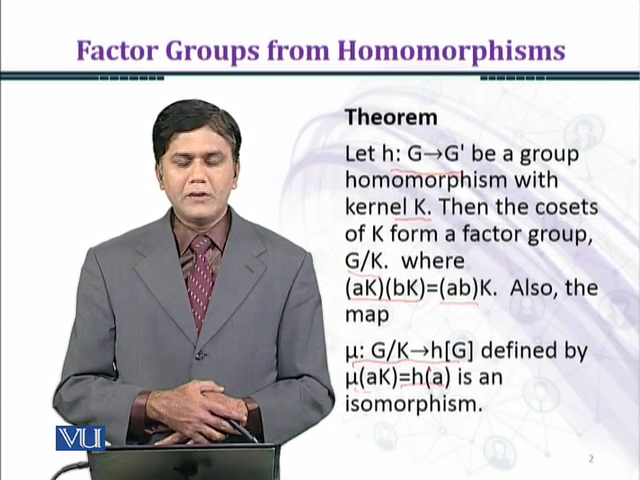 Factor Groups from Homomorphisms
Theorem
Let h: G→G' be a group
homomorphism with
kernel K. Then the cosets
of K form a factor group,
G/K. where
(aK)(bK)=(ab)K. Also, the
map
μ: G/K→h[G] defined by
μ(aK)=h(a) is an
isomorphism.
VU
2